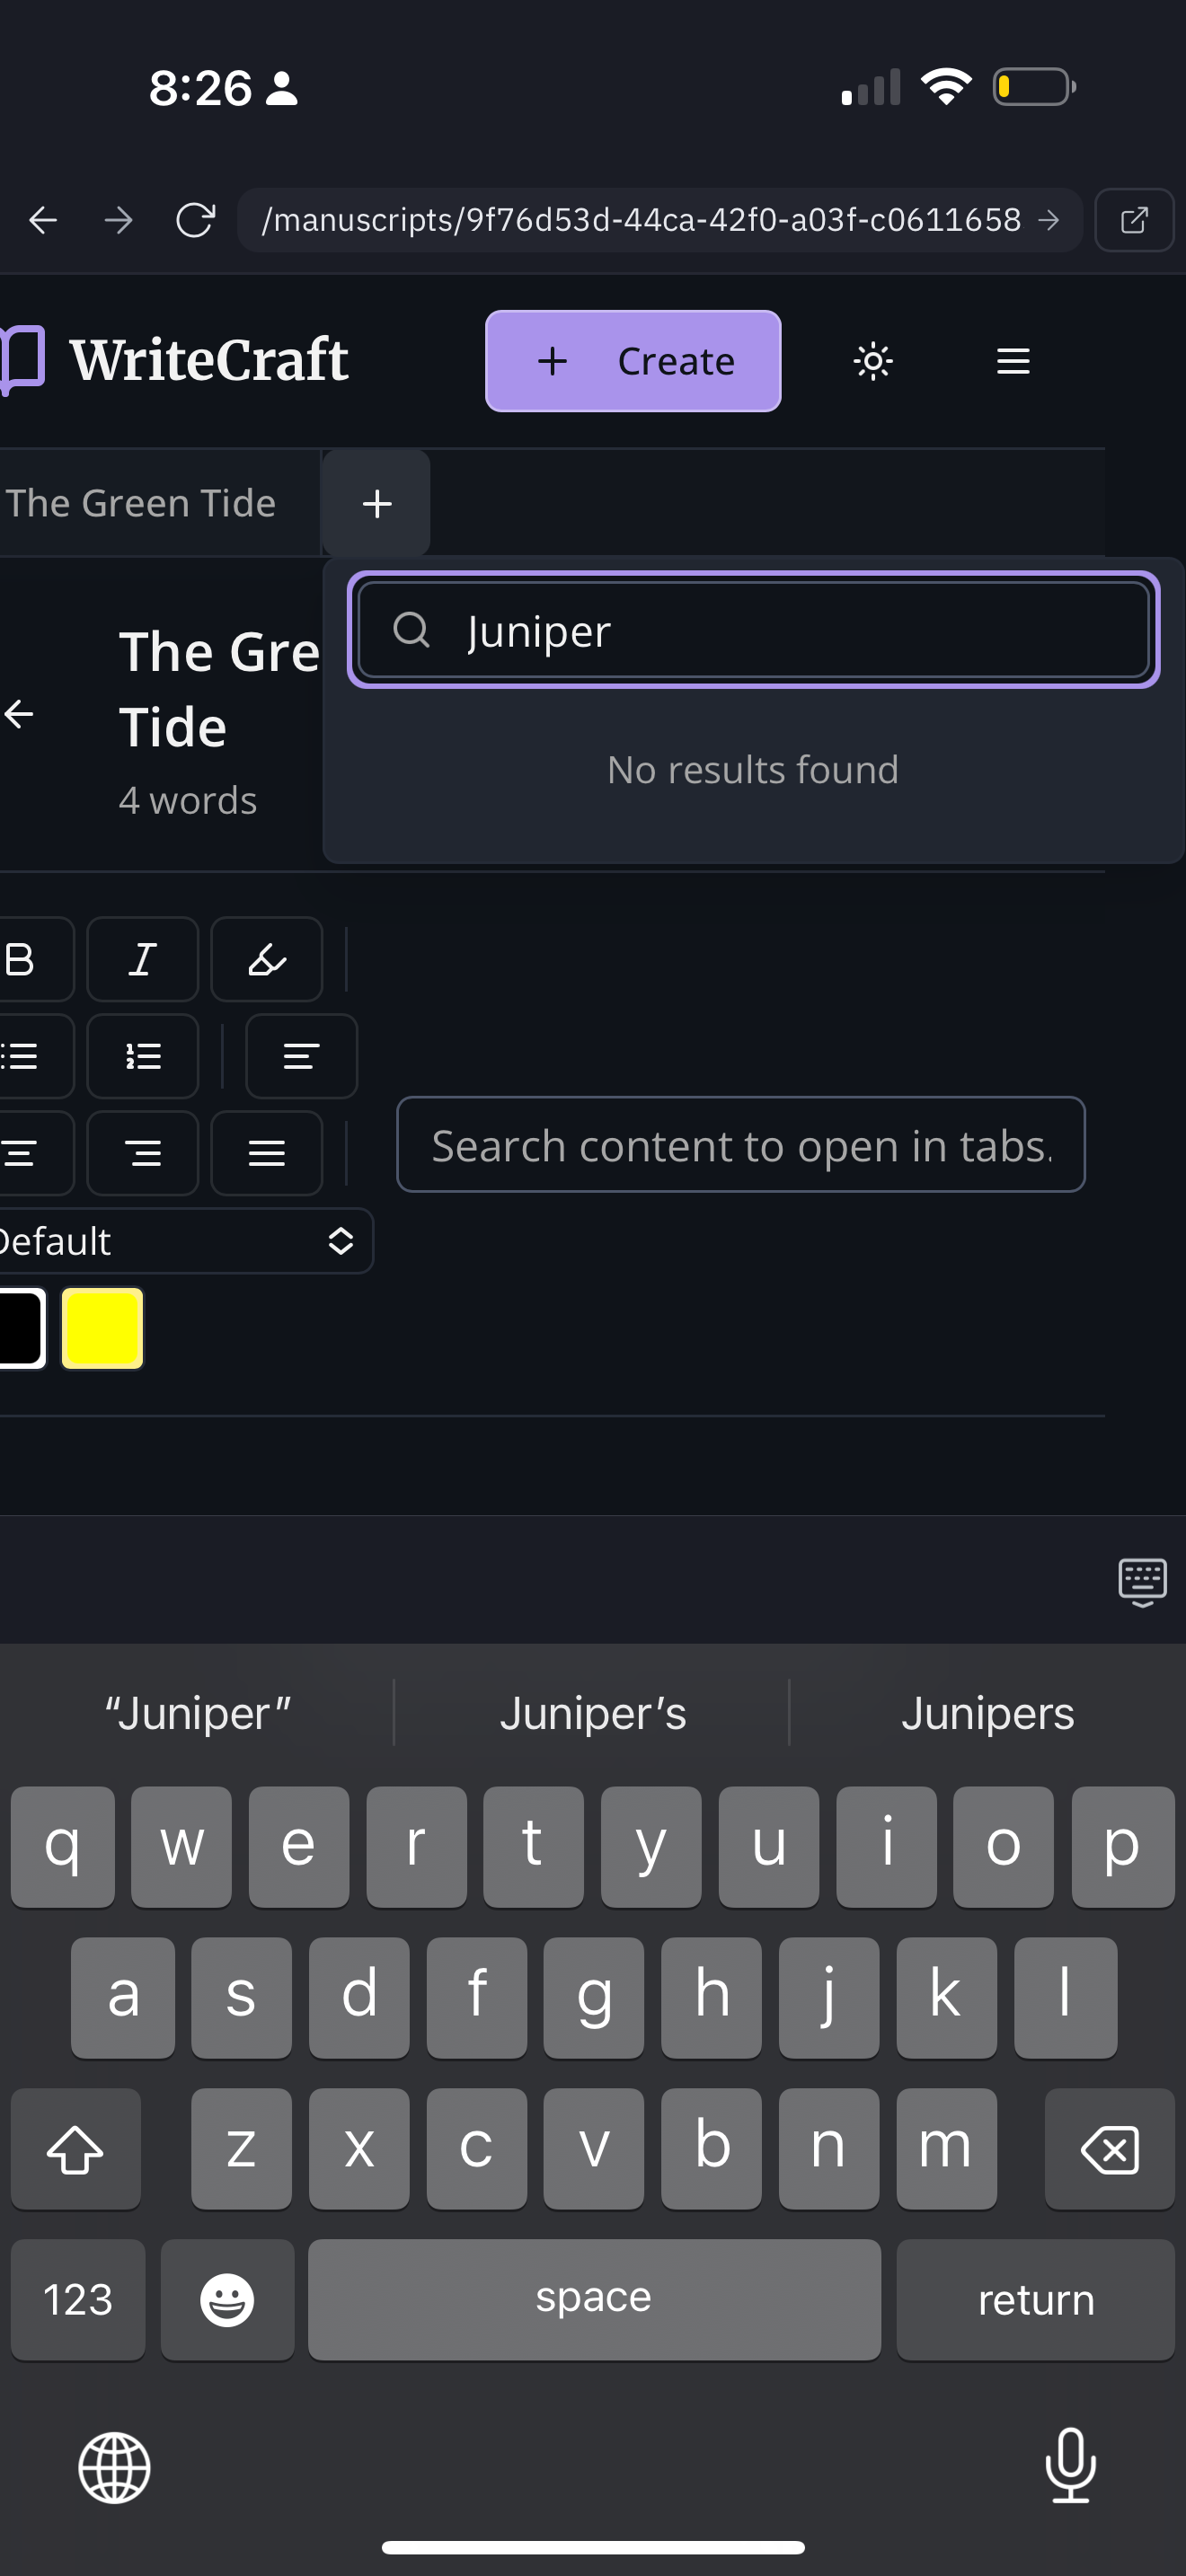 8:26
/manuscripts/9f76d53d-44ca-42f0-a03f-c0611658
WriteCraft
Create
The Green Tide
Juniper
The Gre
Tide
No results found
4 words
B I
Search content to open in tabs.
Default
“Juniper” Juniper’s Junipers
q w e r t y u i o p
a s d f g h j k l
z x c v b n m
123 space return